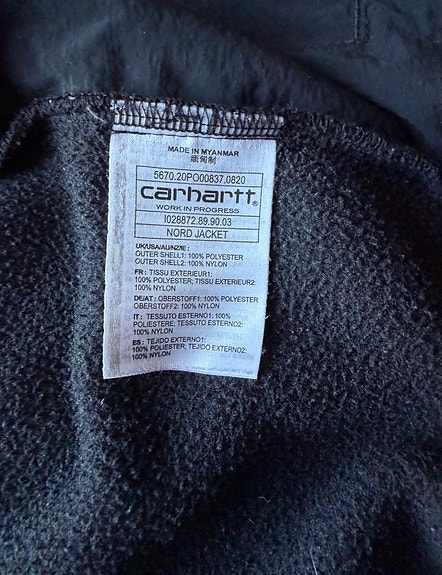 MADE IN MYANMAR
缅甸制
5670.20PO00837.0820
carhartt®
WORK IN PROGRESS
I028872.89.90.03
NORD JACKET
UK/USA/AU/NZ/IE:
OUTER SHELL1: 100% POLYESTER
OUTER SHELL2: 100% NYLON
FR: TISSU EXTERIEUR1:
100% POLYESTER; TISSU EXTERIEUR2:
100% NYLON
DE/AT: OBERSTOFF1: 100% POLYESTER
OBERSTOFF2: 100% NYLON
IT: TESSUTO ESTERNO1: 100%
POLIESTERE; TESSUTO ESTERNO2:
100% NYLON
ES: TEJIDO EXTERNO1:
100% POLYESTER; TEJIDO EXTERNO2:
100% NYLON